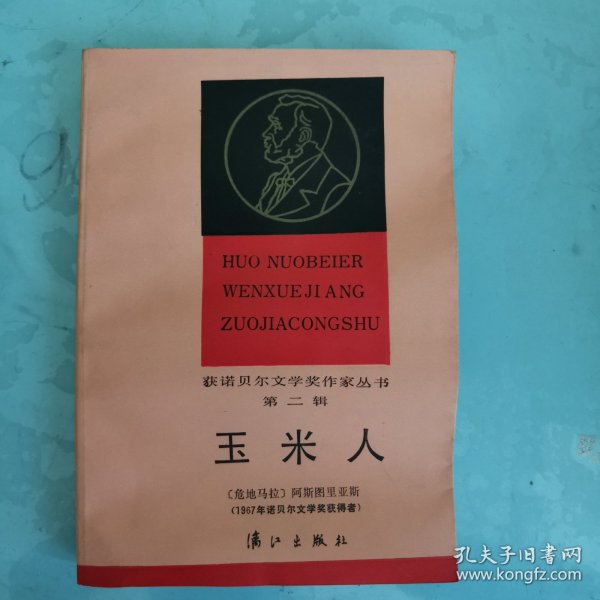 HUO NUOBEIER
WENXUEJIANG
ZUOJIACONGSHU
获诺贝尔文学奖作家丛书
第二辑
玉米人
〔危地马拉〕阿斯图里亚斯
（1967年诺贝尔文学奖获得者）
漓江出版社
孔夫子旧书网
www.kongfz.com